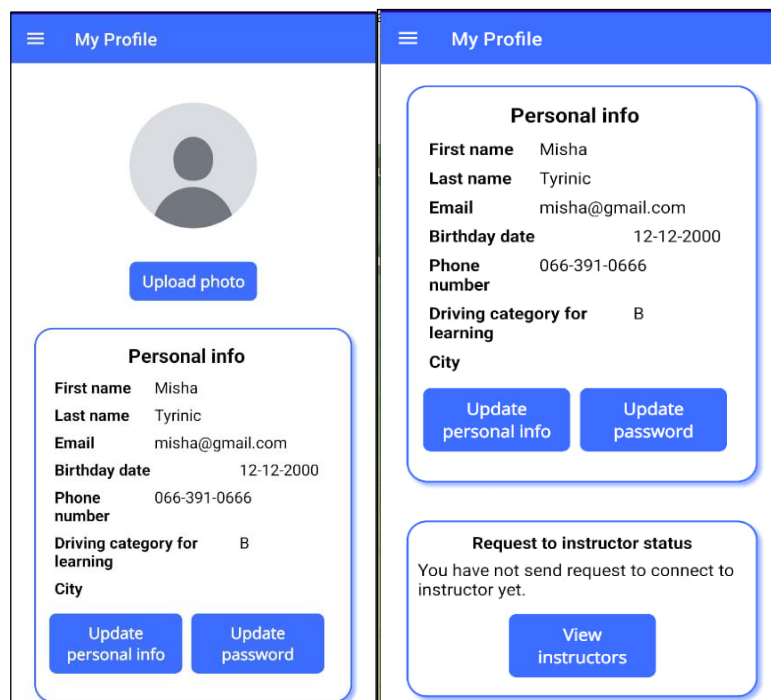 My Profile
Upload photo
Personal info
First name Misha
Last name Tyrinic
Email misha@gmail.com
Birthday date 12-12-2000
Phone 066-391-0666
number
Driving category for B
learning
City
Update Update
personal info password
My Profile
Personal info
First name Misha
Last name Tyrinic
Email misha@gmail.com
Birthday date 12-12-2000
Phone 066-391-0666
number
Driving category for B
learning
City
Update Update
personal info password
Request to instructor status
You have not send request to connect to
instructor yet.
View
instructors